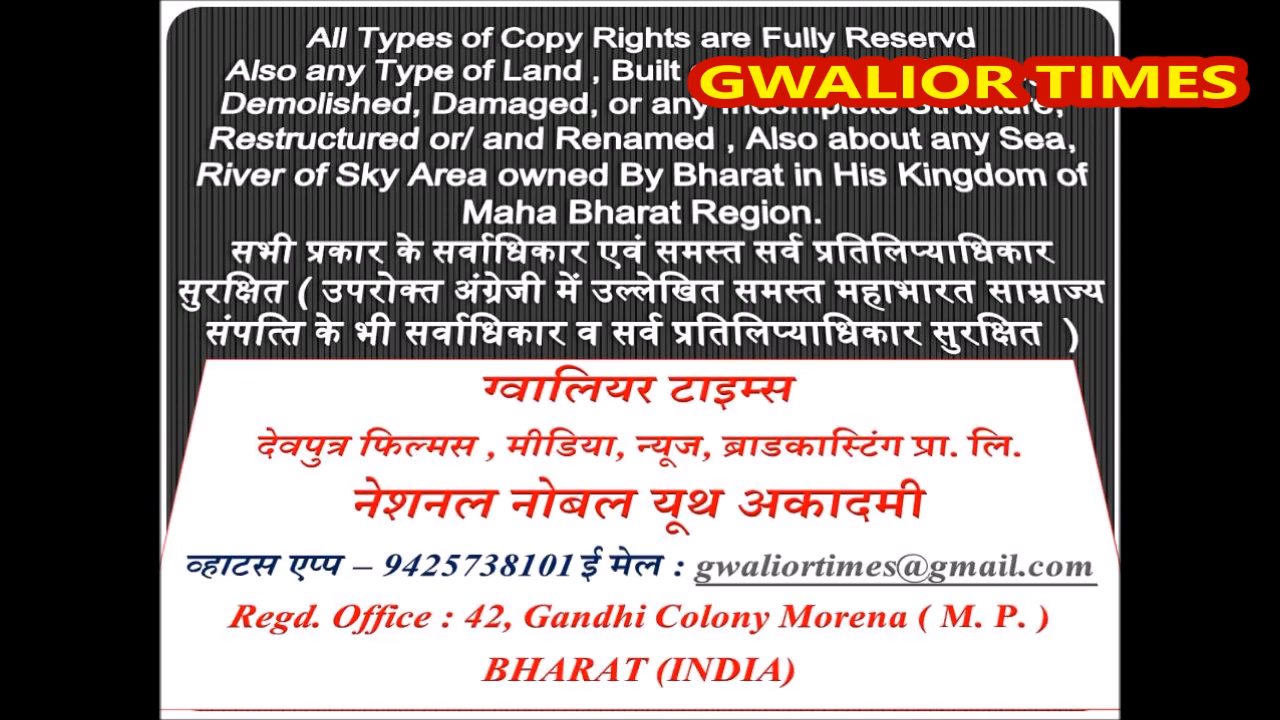 All Types of Copy Rights are Fully Reservd
Also any Type of Land , Built
GWALIOR TIMES
Demolished, Damaged, or any Incomplete Structure,
Restructured or/ and Renamed , Also about any Sea,
River of Sky Area owned By Bharat in His Kingdom of
Maha Bharat Region.
सभी प्रकार के सर्वाधिकार एवं समस्त सर्व प्रतिलिप्याधिकार
सुरक्षित ( उपरोक्त अंग्रेजी में उल्लेखित समस्त महाभारत साम्राज्य
संपत्ति के भी सर्वाधिकार व सर्व प्रतिलिप्याधिकार सुरक्षित )
ग्वालियर टाइम्स
देवपुत्र फिल्मस , मीडिया, न्यूज, ब्राडकास्टिंग प्रा. लि.
नेशनल नोबल यूथ अकादमी
व्हाटस एप्प – 9425738101 ई मेल : gwaliortimes@gmail.com
Regd. Office : 42, Gandhi Colony Morena ( M. P. )
BHARAT (INDIA)